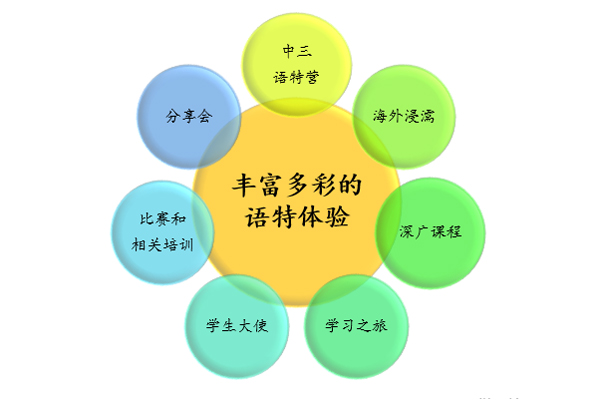 中三
语特营
海外浸濡
深广课程
学习之旅
学生大使
比赛和
相关培训
分享会
丰富多彩的
语特体验